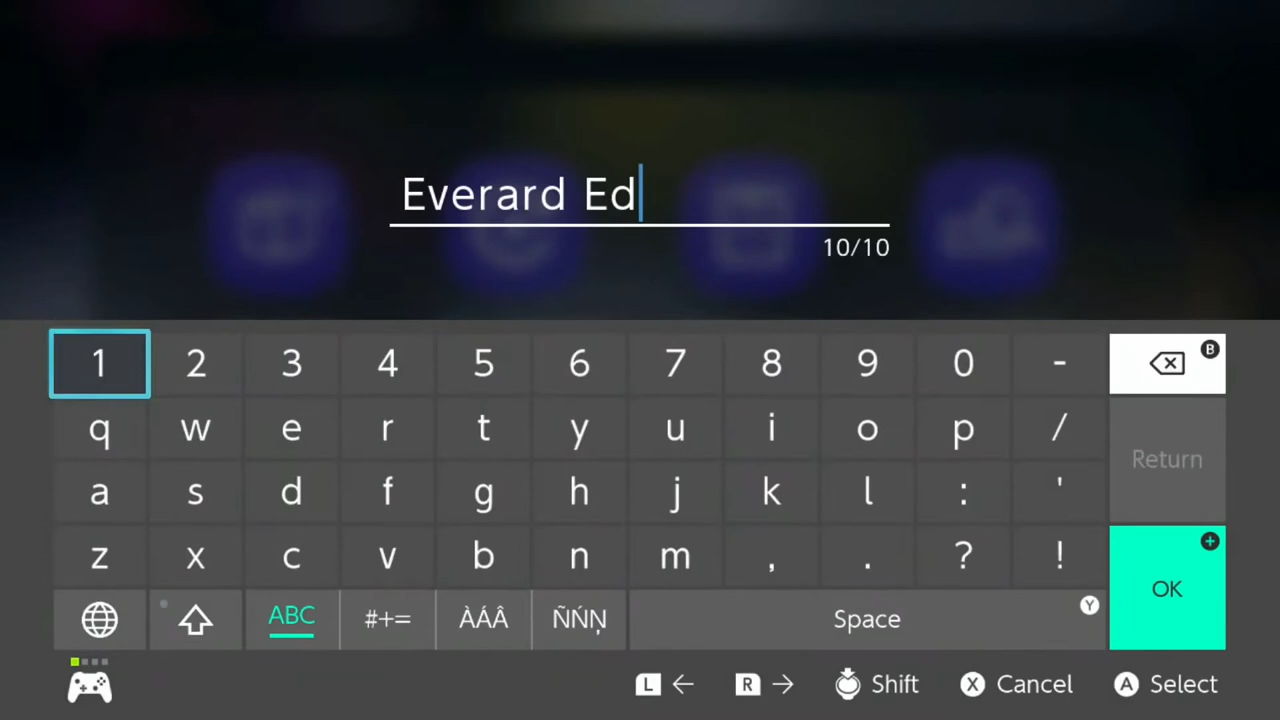 Everard Ed
10/10
1 2 3 4 5 6 7 8 9 0 - B
q w e r t y u i o p / Return
a s d f g h j k l : '
z x c v b n m , . ? ! + OK
ABC #+= ÀÁÂ ÑŃŅ Space Y
L ← R → Shift X Cancel A Select